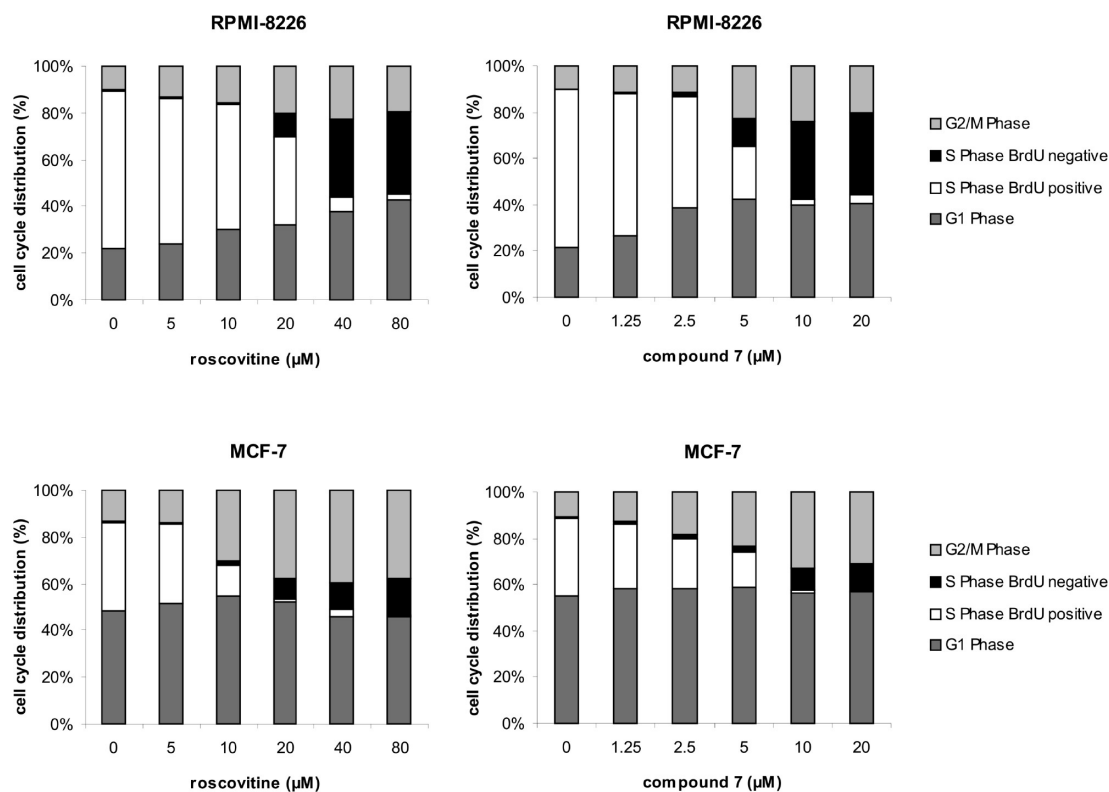 RPMI-8226
cell cycle distribution (%)
100%
80%
60%
40%
20%
0%
0 5 10 20 40 80
roscovitine (µM)
RPMI-8226
cell cycle distribution (%)
100%
80%
60%
40%
20%
0%
0 1.25 2.5 5 10 20
compound 7 (µM)
G2/M Phase
S Phase BrdU negative
S Phase BrdU positive
G1 Phase
MCF-7
cell cycle distribution (%)
100%
80%
60%
40%
20%
0%
0 5 10 20 40 80
roscovitine (µM)
MCF-7
cell cycle distribution (%)
100%
80%
60%
40%
20%
0%
0 1.25 2.5 5 10 20
compound 7 (µM)
G2/M Phase
S Phase BrdU negative
S Phase BrdU positive
G1 Phase